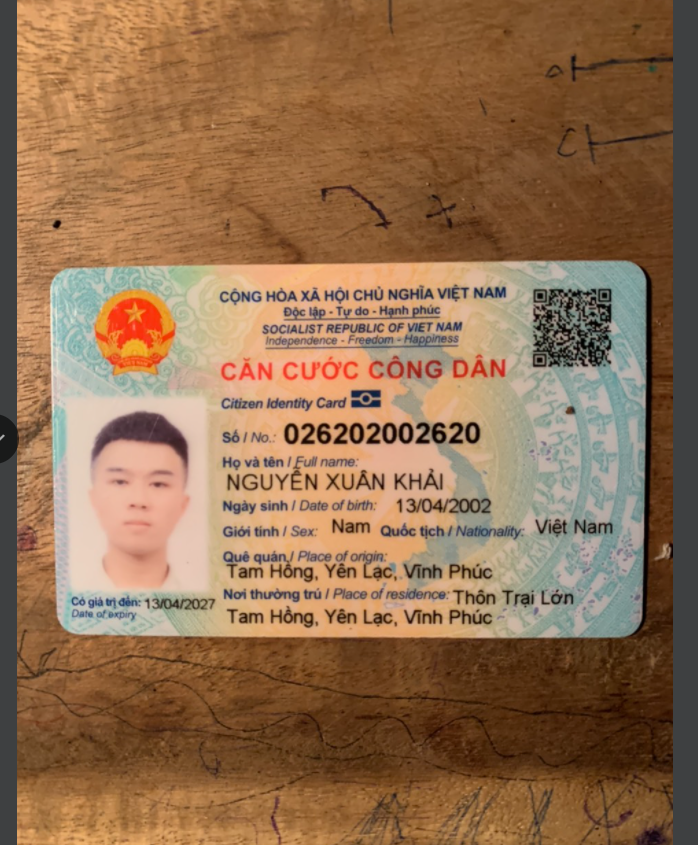 CỘNG HÒA XÃ HỘI CHỦ NGHĨA VIỆT NAM
Độc lập - Tự do - Hạnh phúc
SOCIALIST REPUBLIC OF VIET NAM
Independence - Freedom - Happiness
CĂN CƯỚC CÔNG DÂN
Citizen Identity Card
Số / No.: 026202002620
Họ và tên / Full name:
NGUYỄN XUÂN KHẢI
Ngày sinh / Date of birth: 13/04/2002
Giới tính / Sex: Nam Quốc tịch / Nationality: Việt Nam
Quê quán / Place of origin:
Tam Hồng, Yên Lạc, Vĩnh Phúc
Nơi thường trú / Place of residence: Thôn Trại Lớn
Tam Hồng, Yên Lạc, Vĩnh Phúc
Có giá trị đến: 13/04/2027
Date of expiry